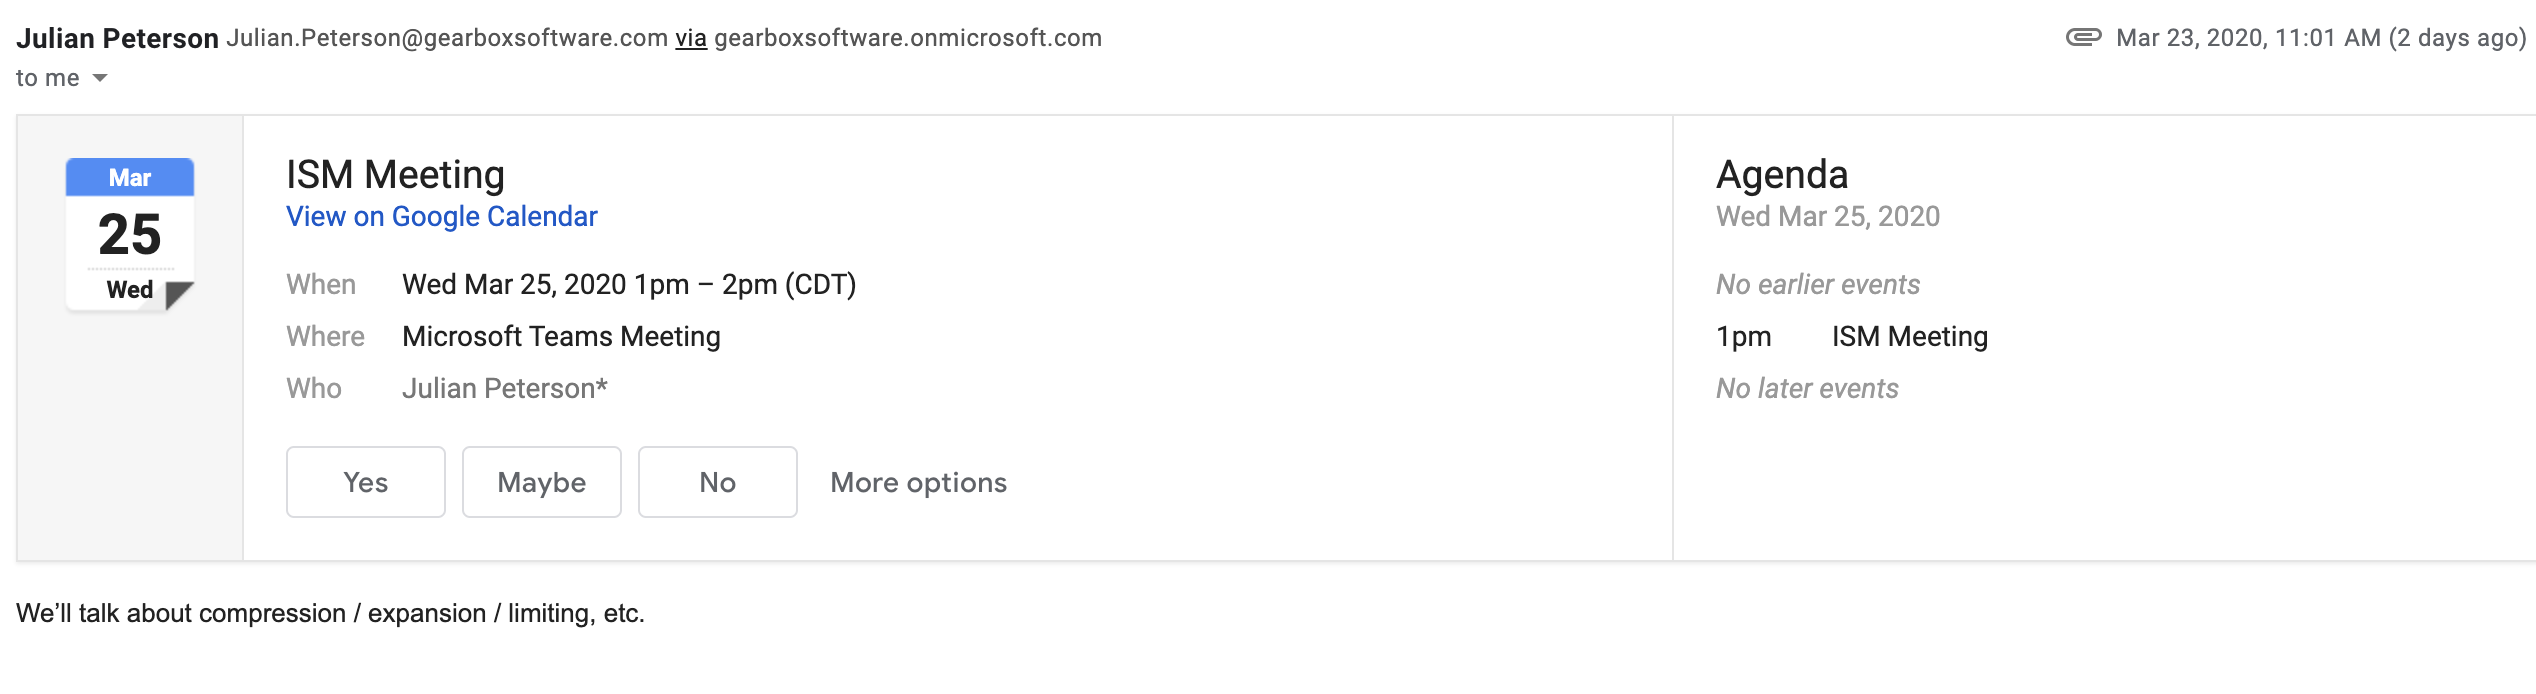 Julian Peterson Julian.Peterson@gearboxsoftware.com via gearboxsoftware.onmicrosoft.com
Mar 23, 2020, 11:01 AM (2 days ago)
to me
Mar
25
Wed
ISM Meeting
View on Google Calendar
When Wed Mar 25, 2020 1pm – 2pm (CDT)
Where Microsoft Teams Meeting
Who Julian Peterson*
Yes Maybe No More options
Agenda
Wed Mar 25, 2020
No earlier events
1pm ISM Meeting
No later events
We’ll talk about compression / expansion / limiting, etc.